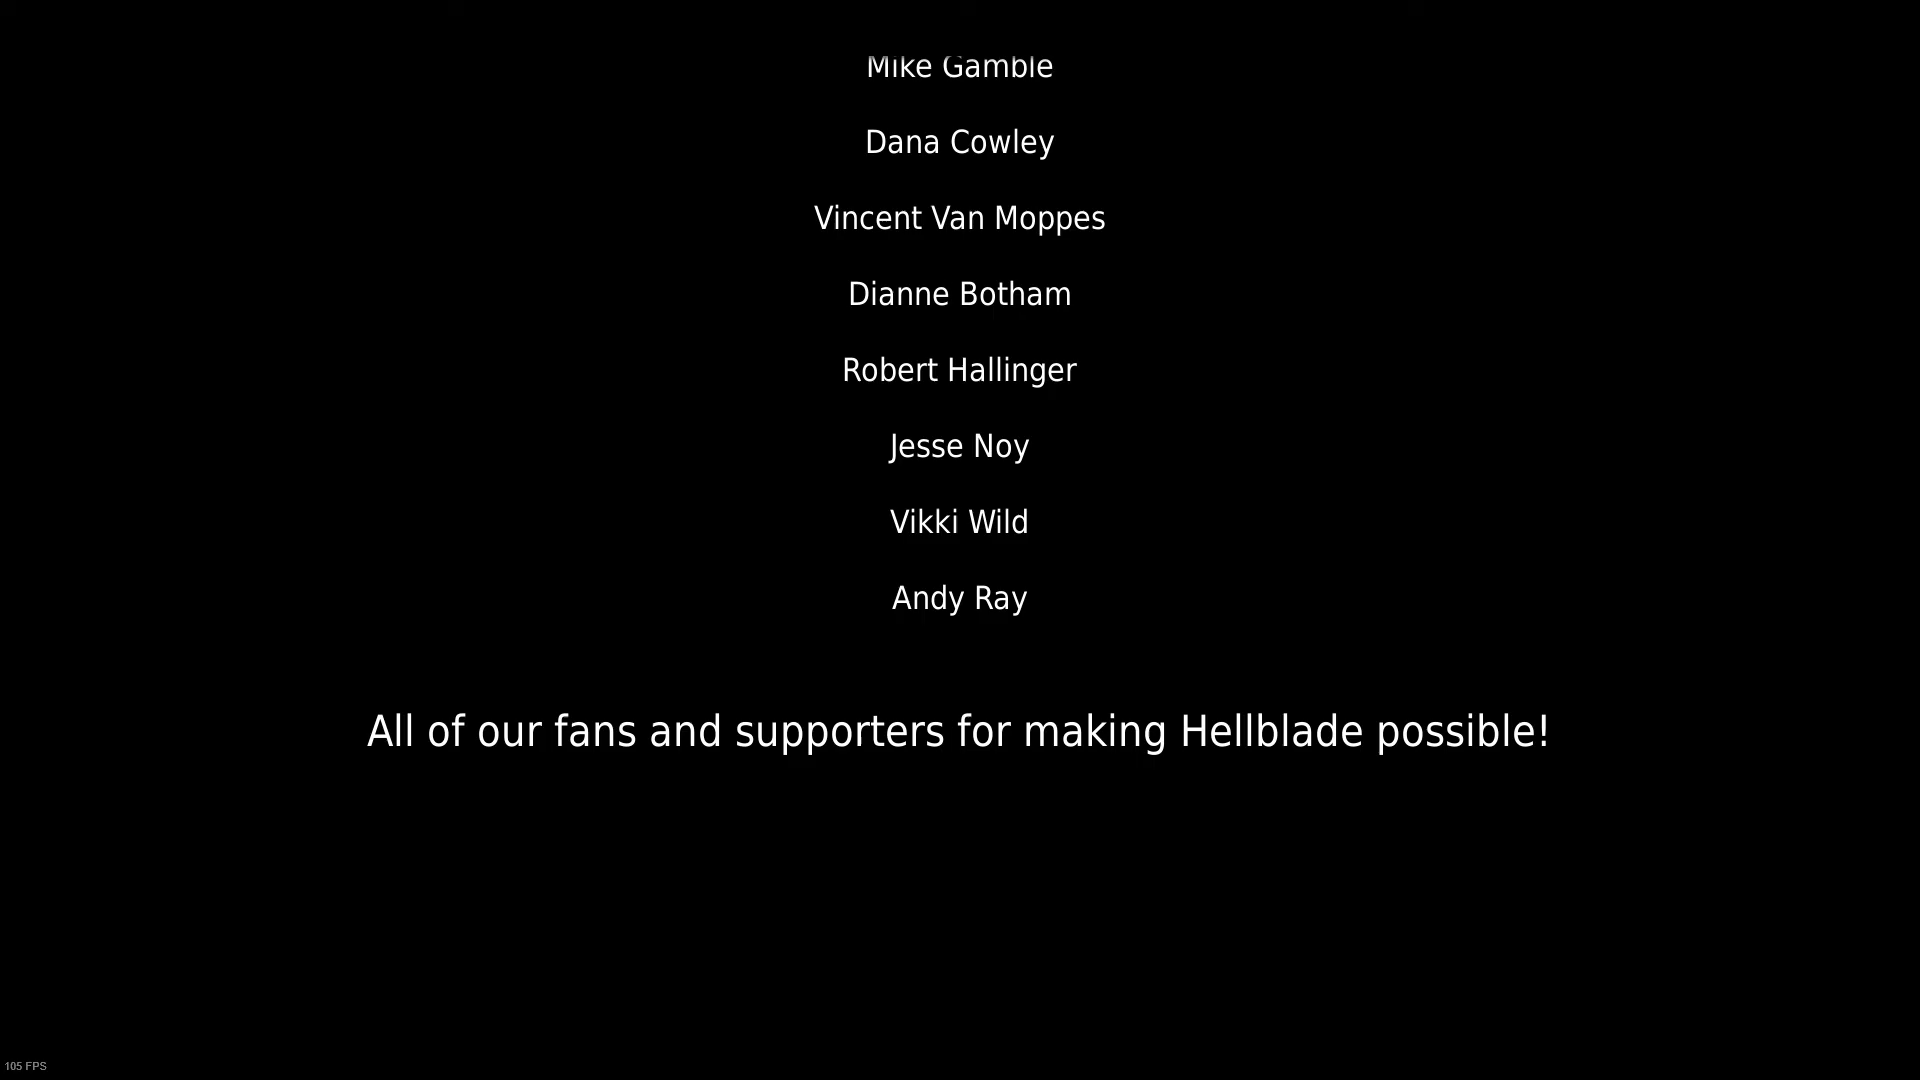 Mike Gamble
Dana Cowley
Vincent Van Moppes
Dianne Botham
Robert Hallinger
Jesse Noy
Vikki Wild
Andy Ray
All of our fans and supporters for making Hellblade possible!
105 FPS